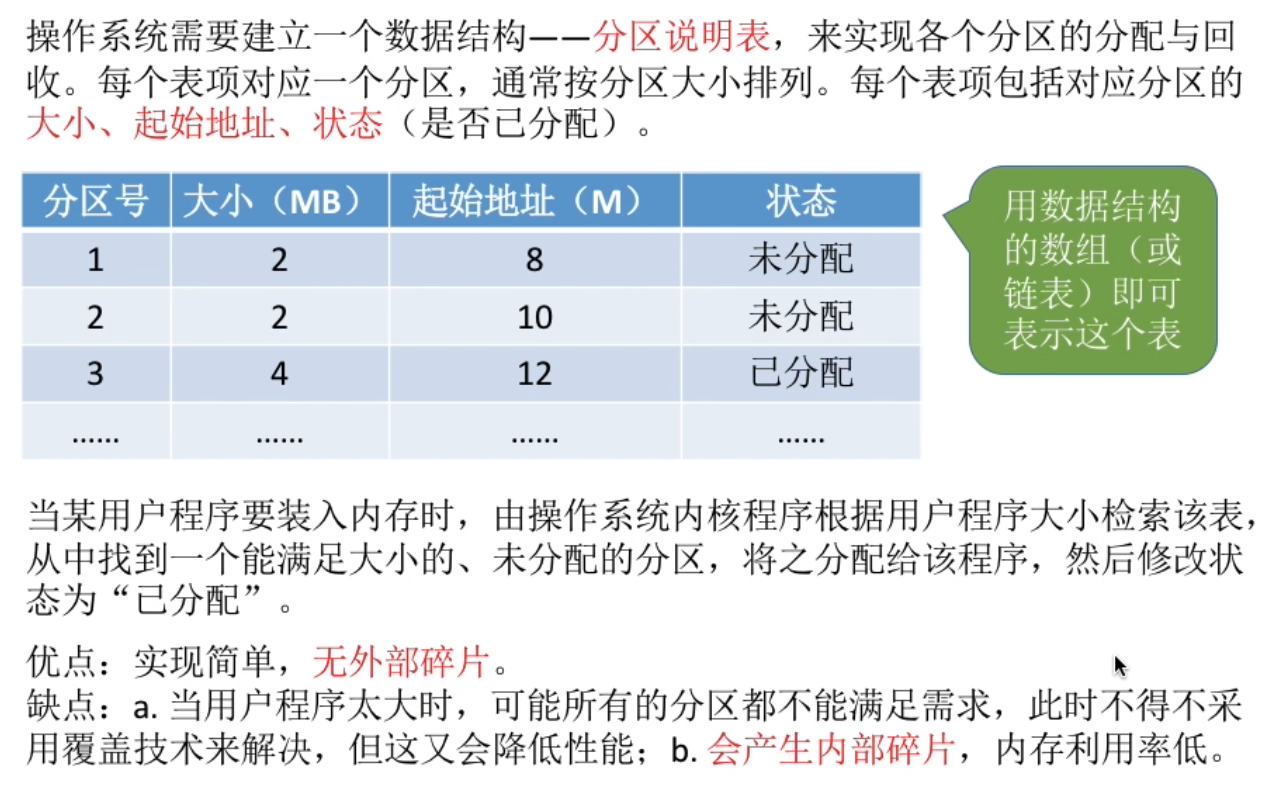 操作系统需要建立一个数据结构——分区说明表，来实现各个分区的分配与回
收。每个表项对应一个分区，通常按分区大小排列。每个表项包括对应分区的
大小、起始地址、状态（是否已分配）。
分区号 大小（MB） 起始地址（M） 状态
1 2 8 未分配
2 2 10 未分配
3 4 12 已分配
…… …… …… ……
用数据结构
的数组（或
链表）即可
表示这个表
当某用户程序要装入内存时，由操作系统内核程序根据用户程序大小检索该表，
从中找到一个能满足大小的、未分配的分区，将之分配给该程序，然后修改状
态为“已分配”。
优点：实现简单，无外部碎片。
缺点：a. 当用户程序太大时，可能所有的分区都不能满足需求，此时不得不采
用覆盖技术来解决，但这又会降低性能；b. 会产生内部碎片，内存利用率低。